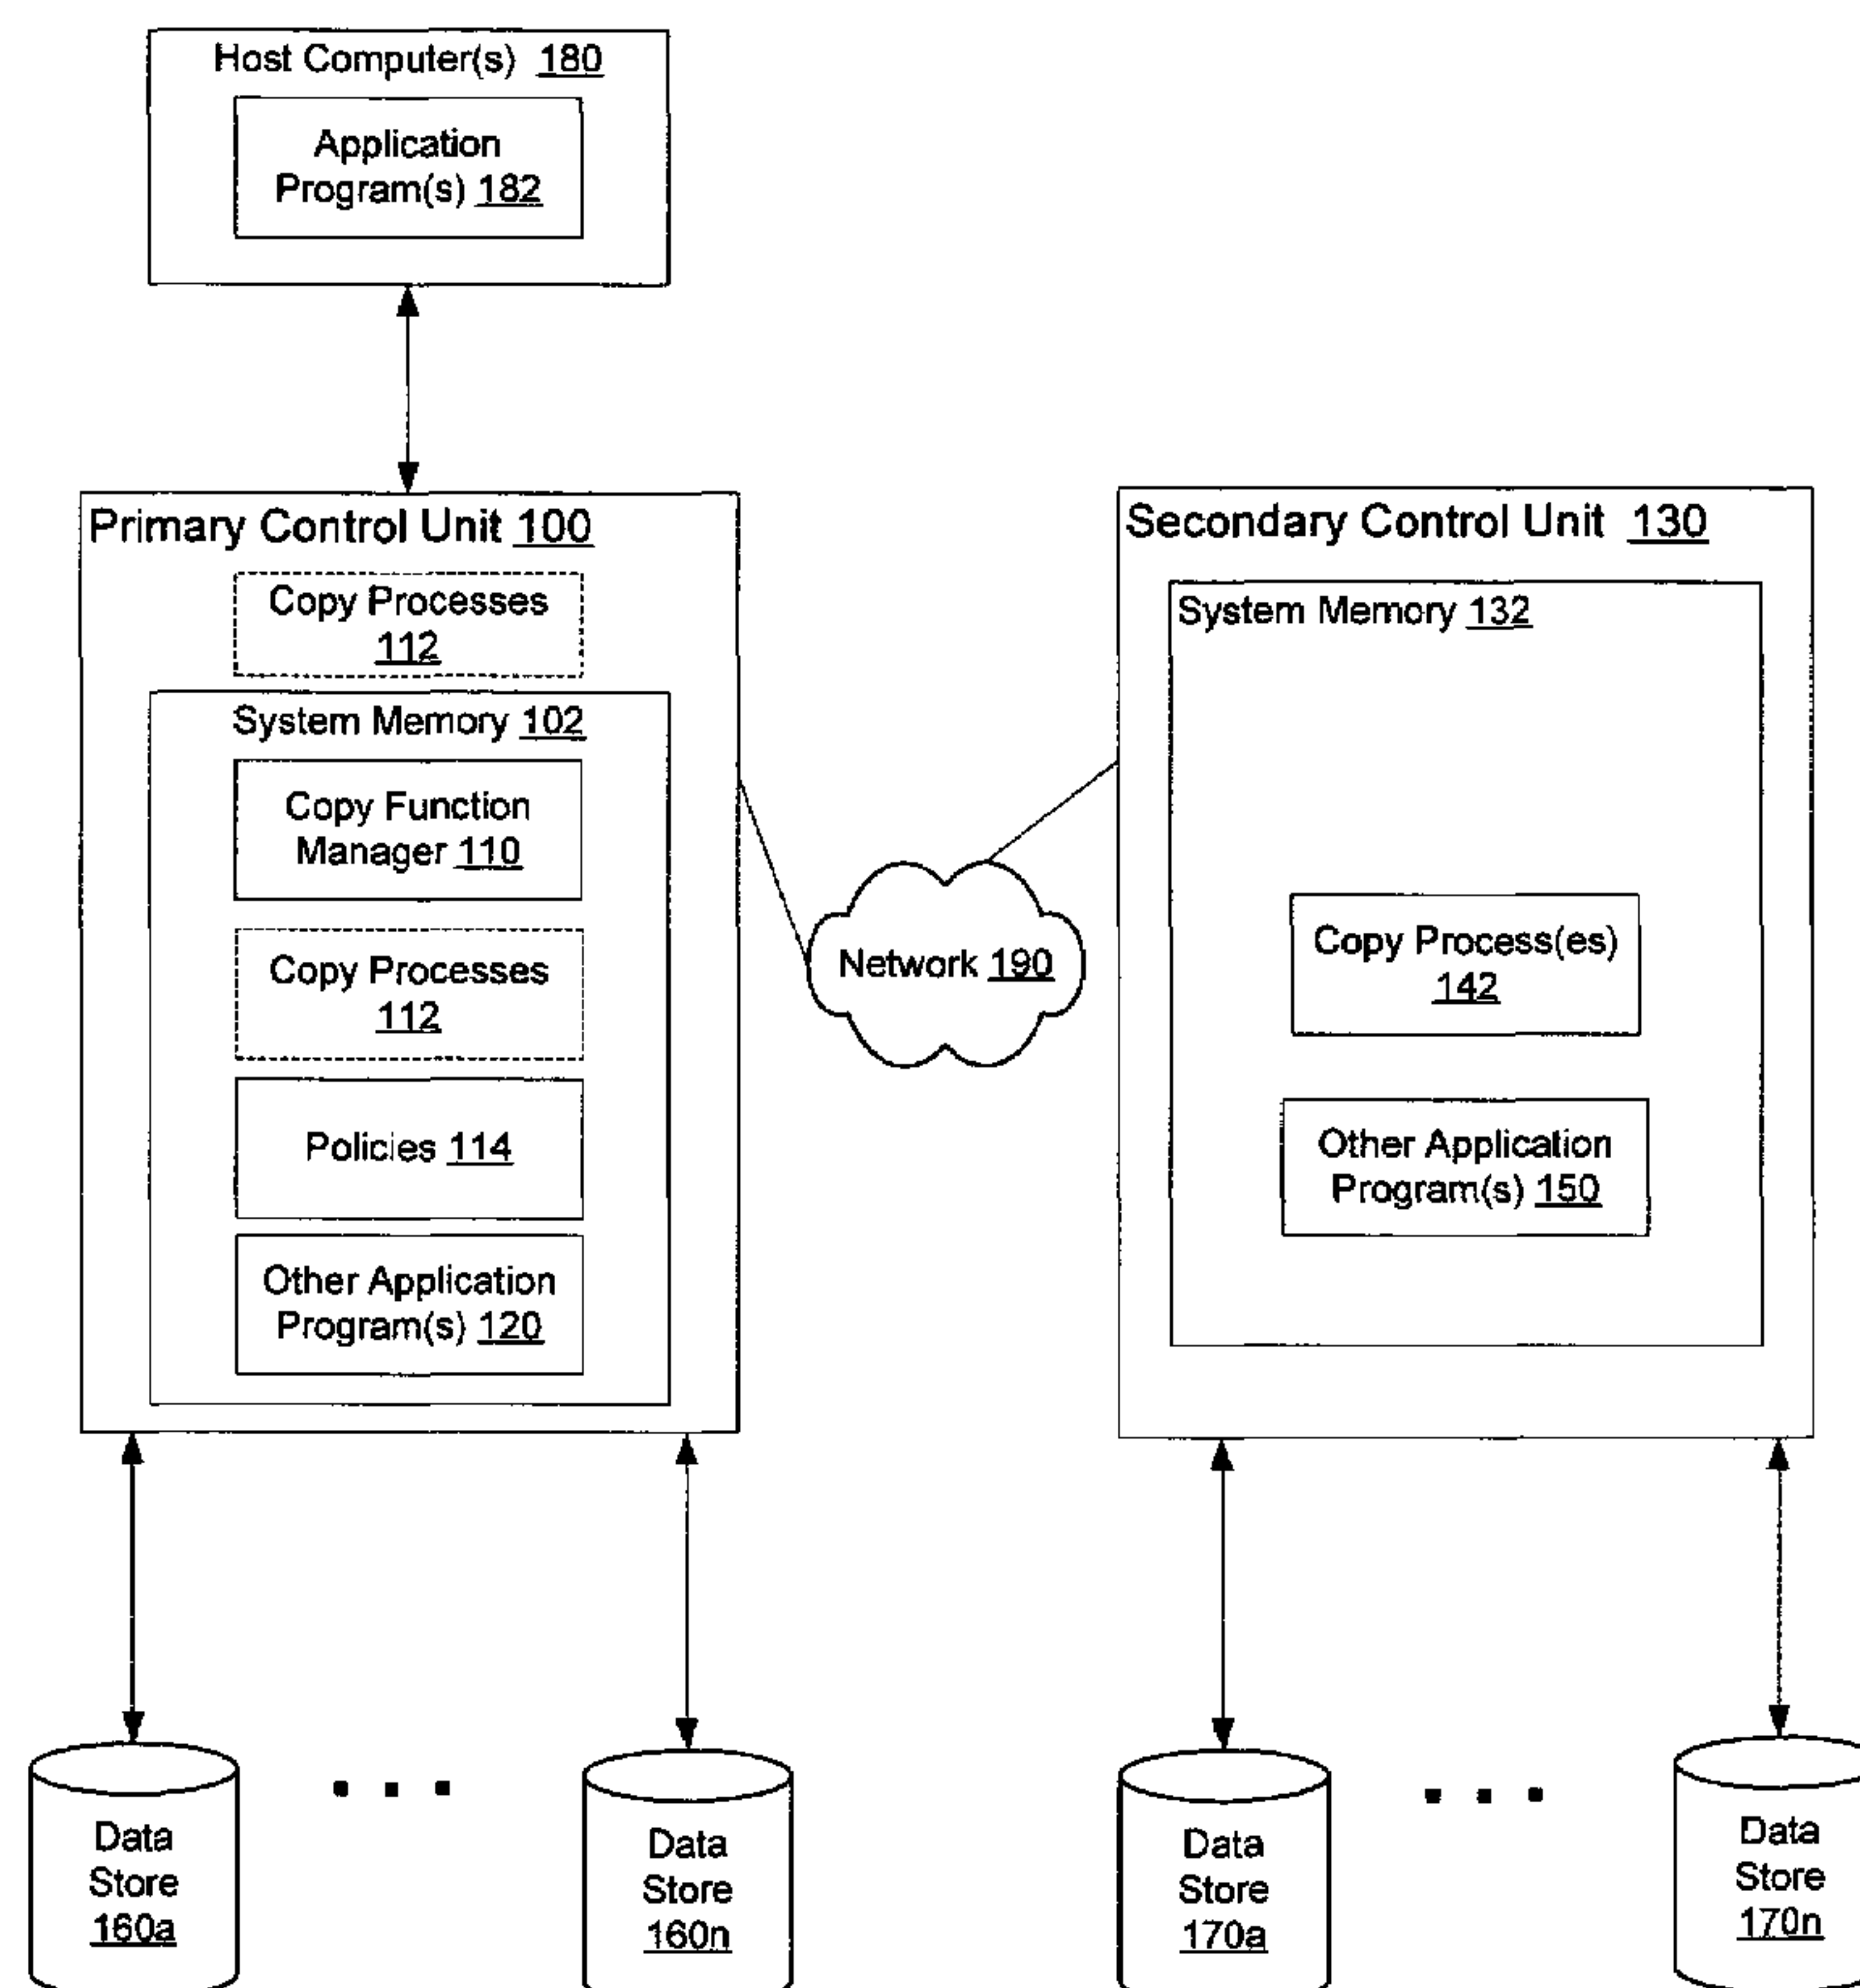 Host Computer(s) 180
Application
Program(s) 182
Primary Control Unit 100
Copy Processes
112
System Memory 102
Copy Function
Manager 110
Copy Processes
112
Policies 114
Other Application
Program(s) 120
Network 190
Secondary Control Unit 130
System Memory 132
Copy Process(es)
142
Other Application
Program(s) 150
Data
Store
160a
Data
Store
160n
Data
Store
170a
Data
Store
170n